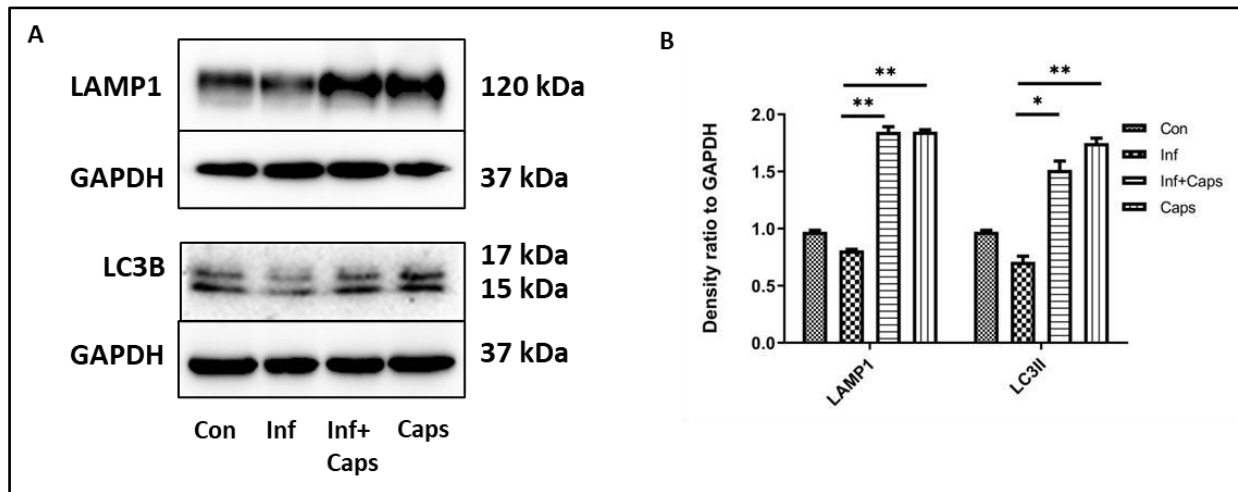 A
LAMP1
120 kDa
GAPDH
37 kDa
LC3B
17 kDa
15 kDa
GAPDH
37 kDa
Con Inf Inf+ Caps
Caps
B
** **
** *
2.0
1.5
1.0
0.5
0.0
Density ratio to GAPDH
LAMP1
LC3II
Con
Inf
Inf+Caps
Caps